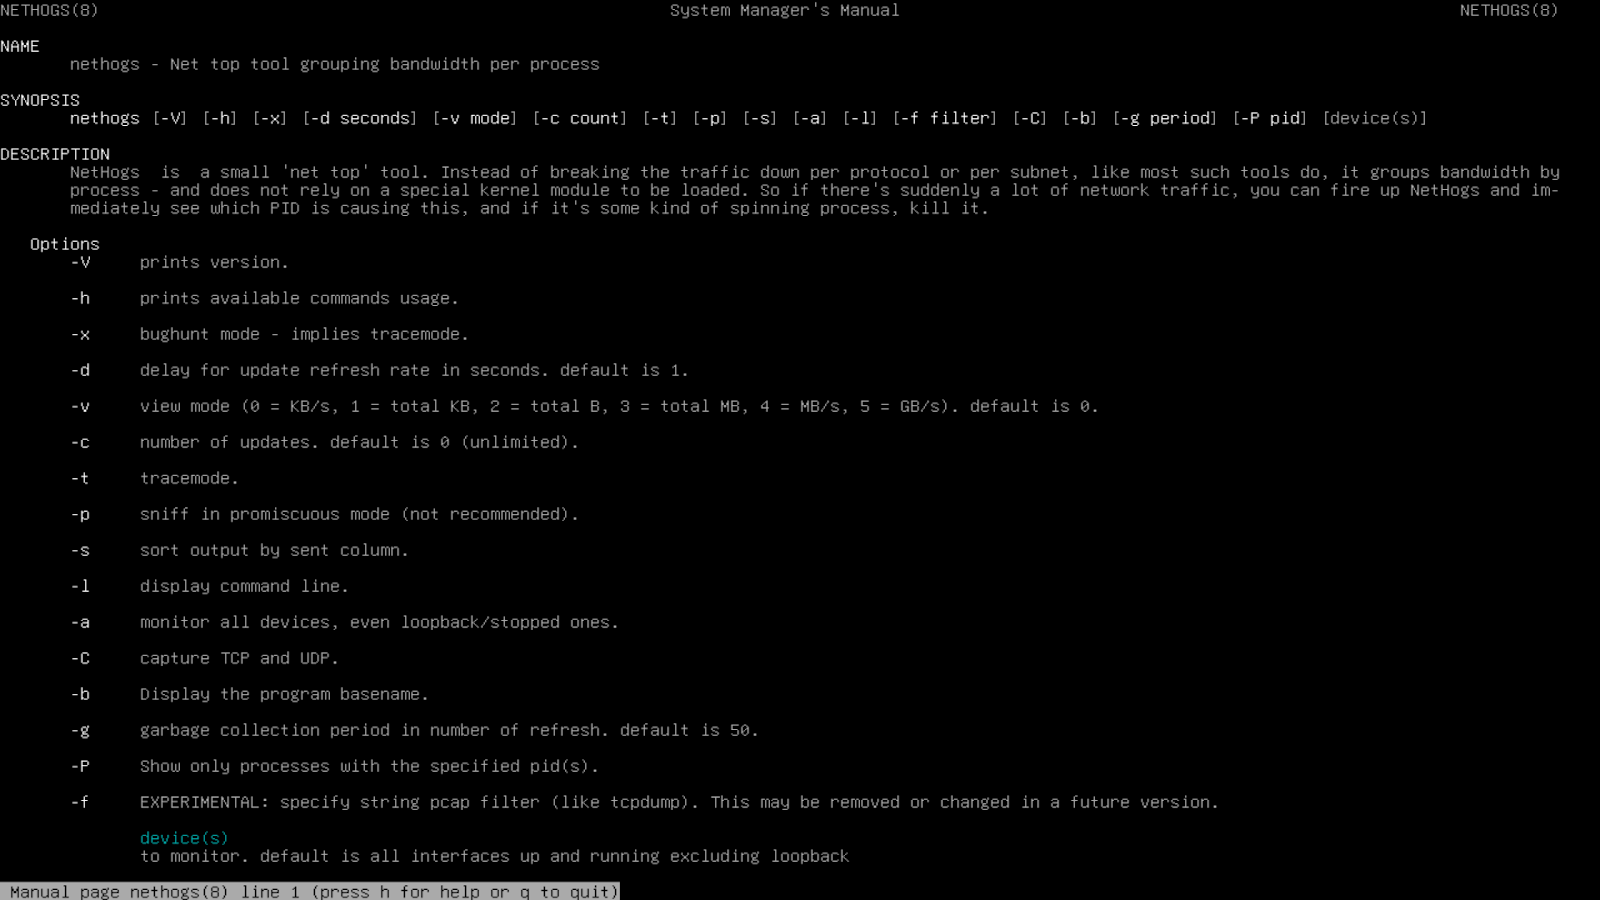 NETHOGS(8) System Manager's Manual NETHOGS(8)
NAME
nethogs - Net top tool grouping bandwidth per process
SYNOPSIS
nethogs [-V] [-h] [-x] [-d seconds] [-v mode] [-c count] [-t] [-p] [-s] [-a] [-l] [-f filter] [-C] [-b] [-g period] [-P pid] [device(s)]
DESCRIPTION
NetHogs is a small 'net top' tool. Instead of breaking the traffic down per protocol or per subnet, like most such tools do, it groups bandwidth by
process - and does not rely on a special kernel module to be loaded. So if there's suddenly a lot of network traffic, you can fire up NetHogs and im-
mediately see which PID is causing this, and if it's some kind of spinning process, kill it.
Options
-V prints version.
-h prints available commands usage.
-x bughunt mode - implies tracemode.
-d delay for update refresh rate in seconds. default is 1.
-v view mode (0 = KB/s, 1 = total KB, 2 = total B, 3 = total MB, 4 = MB/s, 5 = GB/s). default is 0.
-c number of updates. default is 0 (unlimited).
-t tracemode.
-p sniff in promiscuous mode (not recommended).
-s sort output by sent column.
-l display command line.
-a monitor all devices, even loopback/stopped ones.
-C capture TCP and UDP.
-b Display the program basename.
-g garbage collection period in number of refresh. default is 50.
-P Show only processes with the specified pid(s).
-f EXPERIMENTAL: specify string pcap filter (like tcpdump). This may be removed or changed in a future version.
device(s)
to monitor. default is all interfaces up and running excluding loopback
Manual page nethogs(8) line 1 (press h for help or q to quit)